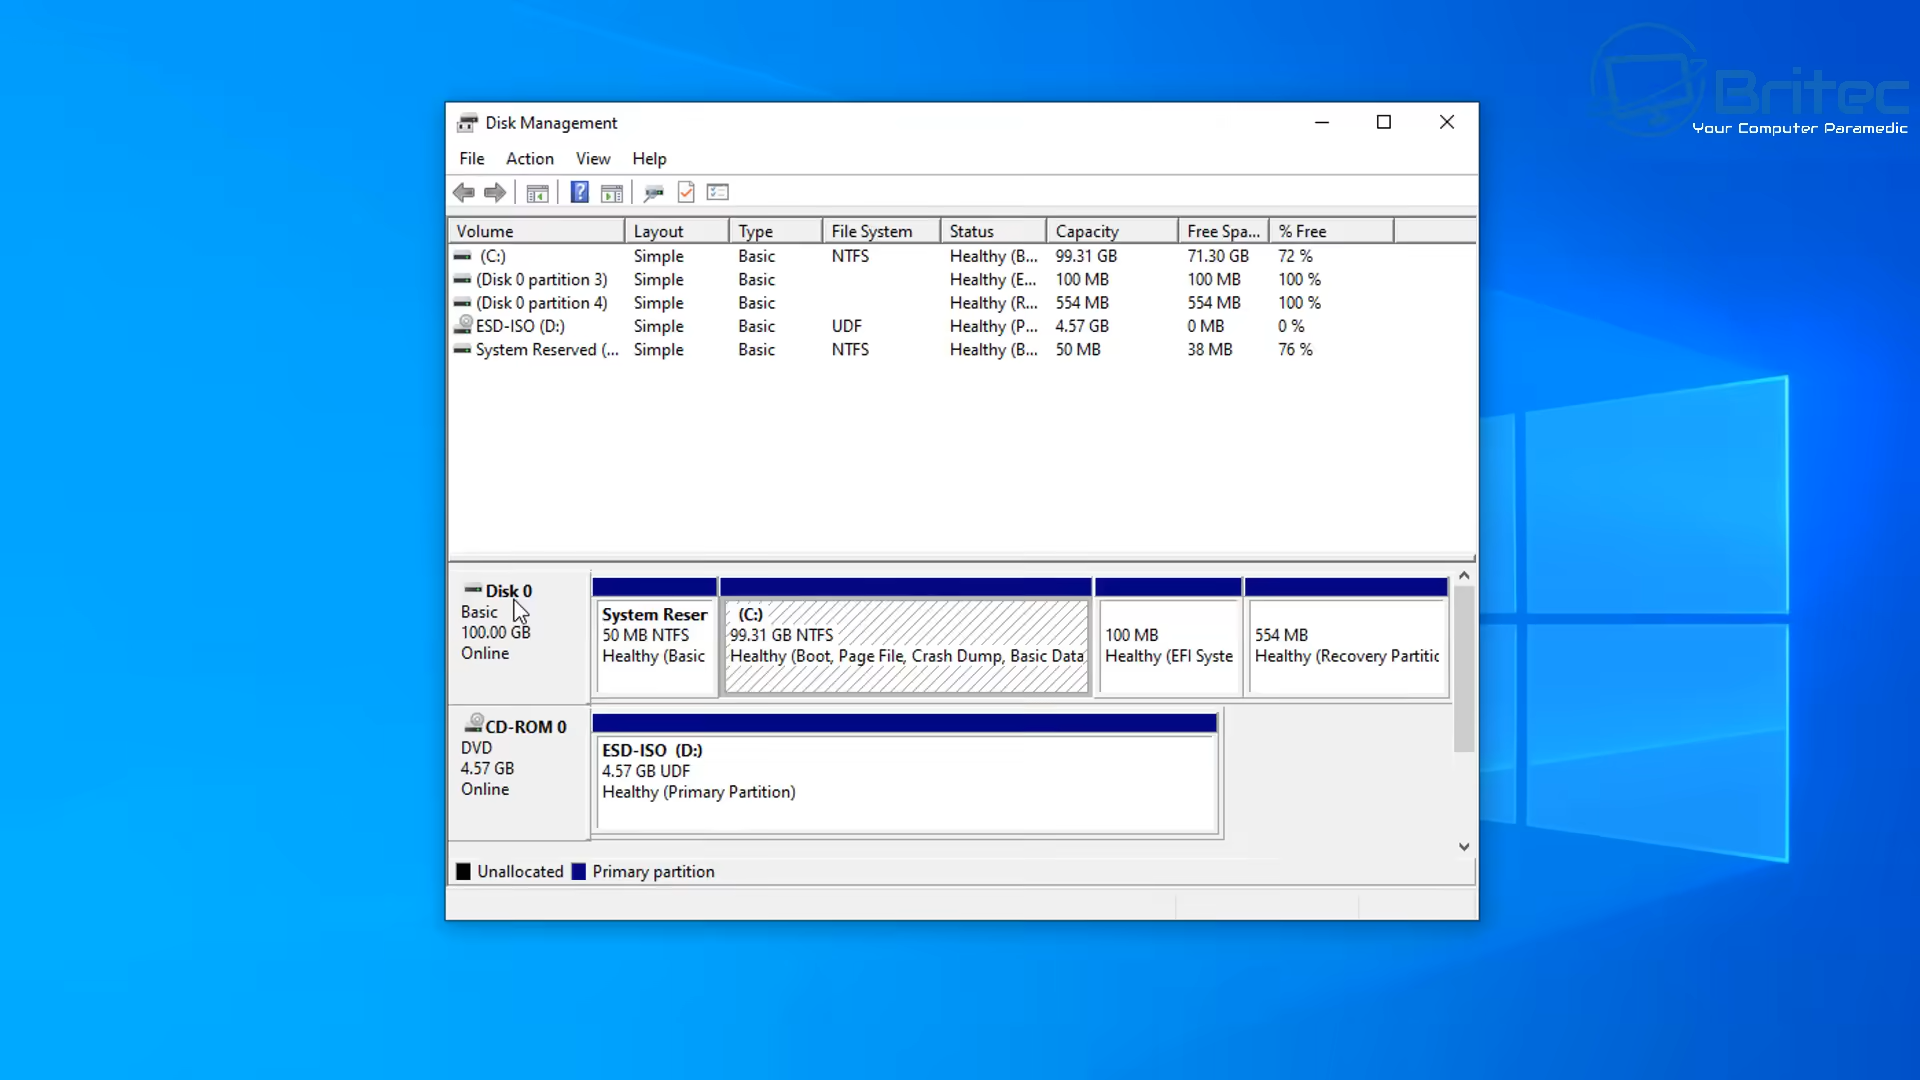 Britec
Your Computer Paramedic
Disk Management
File Action View Help
Volume Layout Type File System Status Capacity Free Spa... % Free
(C:) Simple Basic NTFS Healthy (B... 99.31 GB 71.30 GB 72 %
(Disk 0 partition 3) Simple Basic Healthy (E... 100 MB 100 MB 100 %
(Disk 0 partition 4) Simple Basic Healthy (R... 554 MB 554 MB 100 %
ESD-ISO (D:) Simple Basic UDF Healthy (P... 4.57 GB 0 MB 0 %
System Reserved (... Simple Basic NTFS Healthy (B... 50 MB 38 MB 76 %
Disk 0
Basic
100.00 GB
Online
System Reser
50 MB NTFS
Healthy (Basic
(C:)
99.31 GB NTFS
Healthy (Boot, Page File, Crash Dump, Basic Data
100 MB
Healthy (EFI Syste
554 MB
Healthy (Recovery Partitic
CD-ROM 0
DVD
4.57 GB
Online
ESD-ISO (D:)
4.57 GB UDF
Healthy (Primary Partition)
Unallocated Primary partition